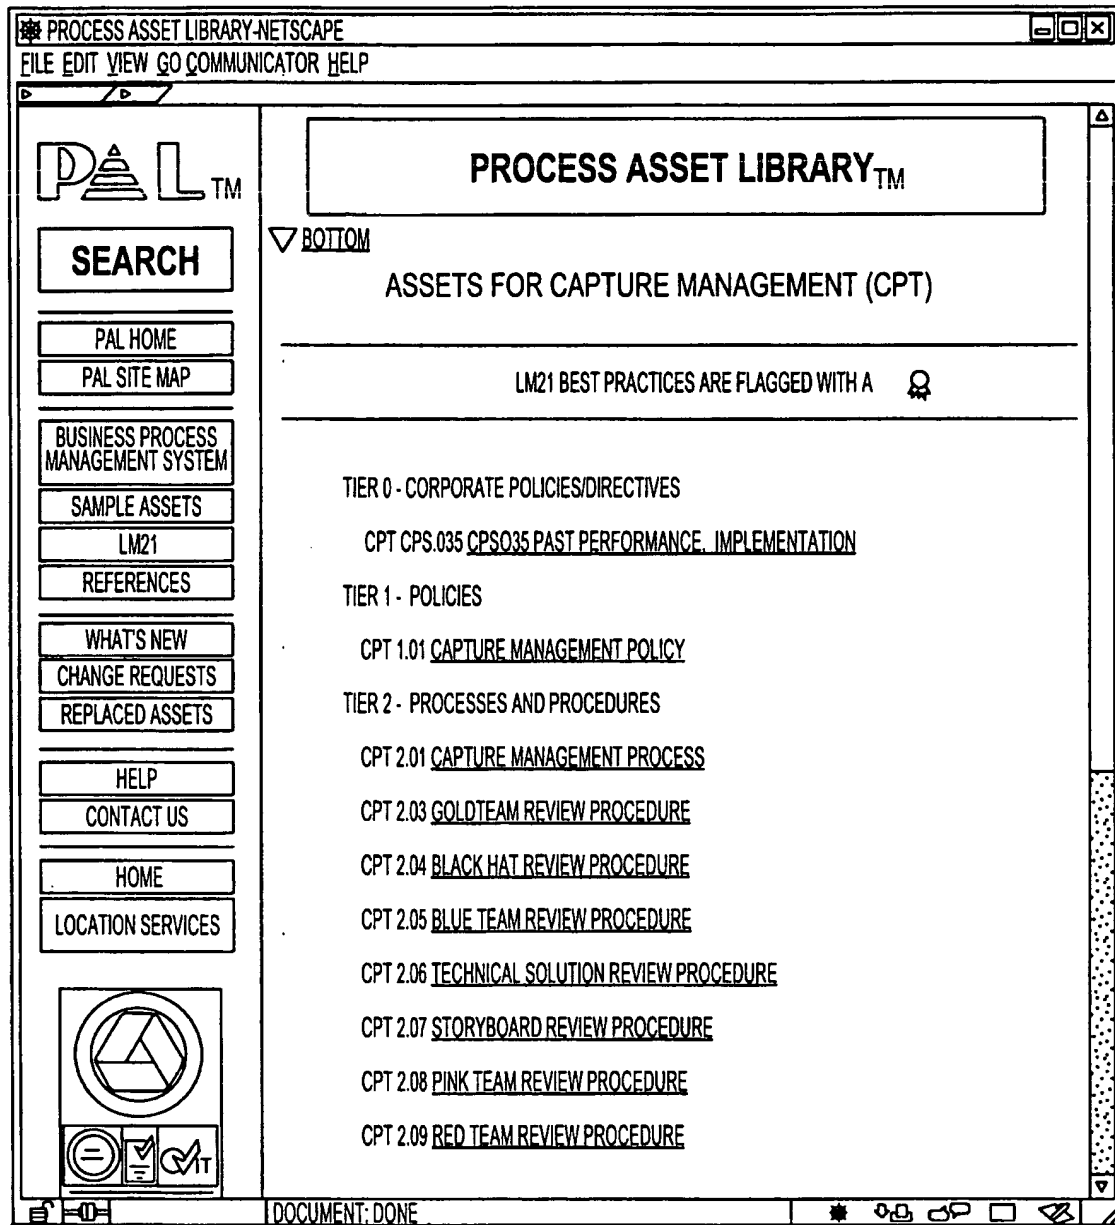 PROCESS ASSET LIBRARY-NETSCAPE
FILE EDIT VIEW GO COMMUNICATOR HELP
PAL TM
SEARCH
PAL HOME
PAL SITE MAP
BUSINESS PROCESS
MANAGEMENT SYSTEM
SAMPLE ASSETS
LM21
REFERENCES
WHAT'S NEW
CHANGE REQUESTS
REPLACED ASSETS
HELP
CONTACT US
HOME
LOCATION SERVICES
IT
PROCESS ASSET LIBRARY TM
BOTTOM
ASSETS FOR CAPTURE MANAGEMENT (CPT)
LM21 BEST PRACTICES ARE FLAGGED WITH A
TIER 0 - CORPORATE POLICIES/DIRECTIVES
CPT CPS.035 CPSO35 PAST PERFORMANCE. IMPLEMENTATION
TIER 1 - POLICIES
CPT 1.01 CAPTURE MANAGEMENT POLICY
TIER 2 - PROCESSES AND PROCEDURES
CPT 2.01 CAPTURE MANAGEMENT PROCESS
CPT 2.03 GOLDTEAM REVIEW PROCEDURE
CPT 2.04 BLACK HAT REVIEW PROCEDURE
CPT 2.05 BLUE TEAM REVIEW PROCEDURE
CPT 2.06 TECHNICAL SOLUTION REVIEW PROCEDURE
CPT 2.07 STORYBOARD REVIEW PROCEDURE
CPT 2.08 PINK TEAM REVIEW PROCEDURE
CPT 2.09 RED TEAM REVIEW PROCEDURE
DOCUMENT: DONE